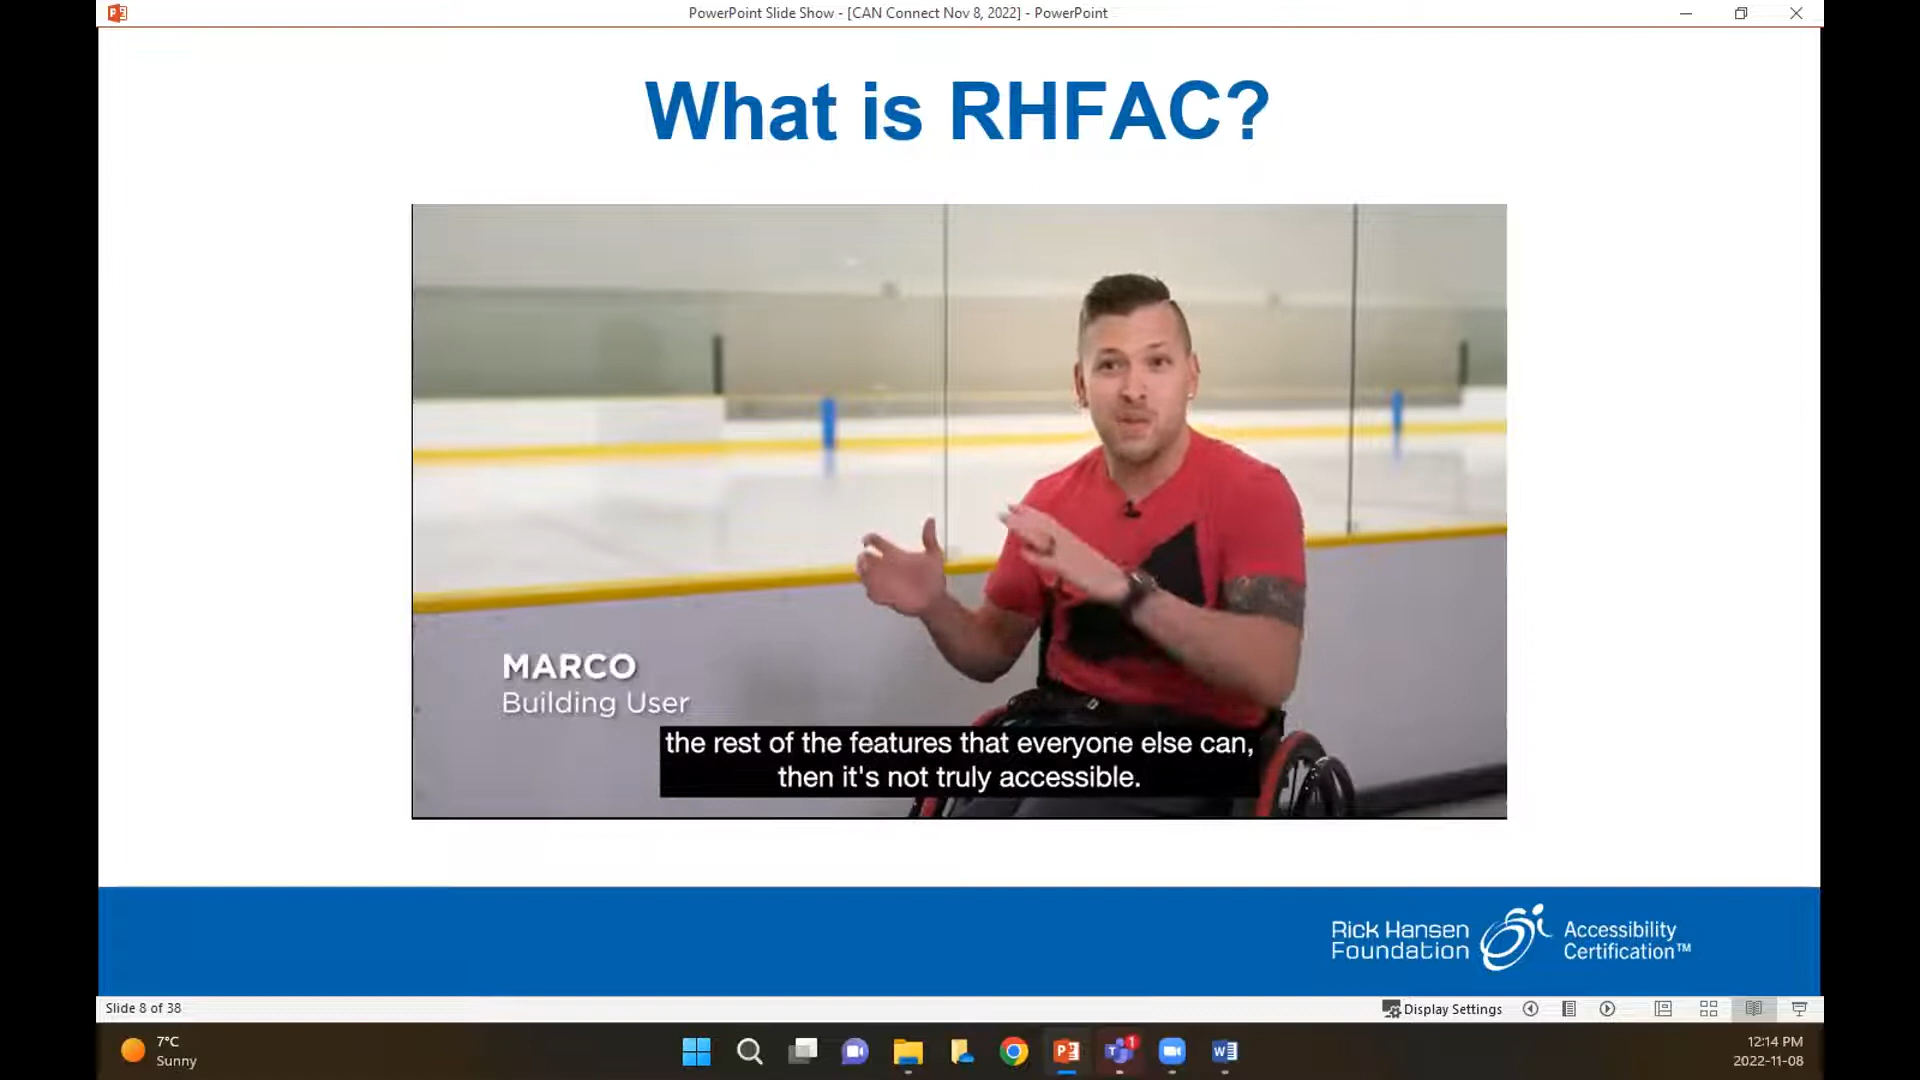 PowerPoint Slide Show - [CAN Connect Nov 8, 2022] - PowerPoint
What is RHFAC?
MARCO
Building User
the rest of the features that everyone else can,
then it's not truly accessible.
Rick Hansen
Foundation
Accessibility
Certification™
Slide 8 of 38
Display Settings
7°C
Sunny
1
12:14 PM
2022-11-08